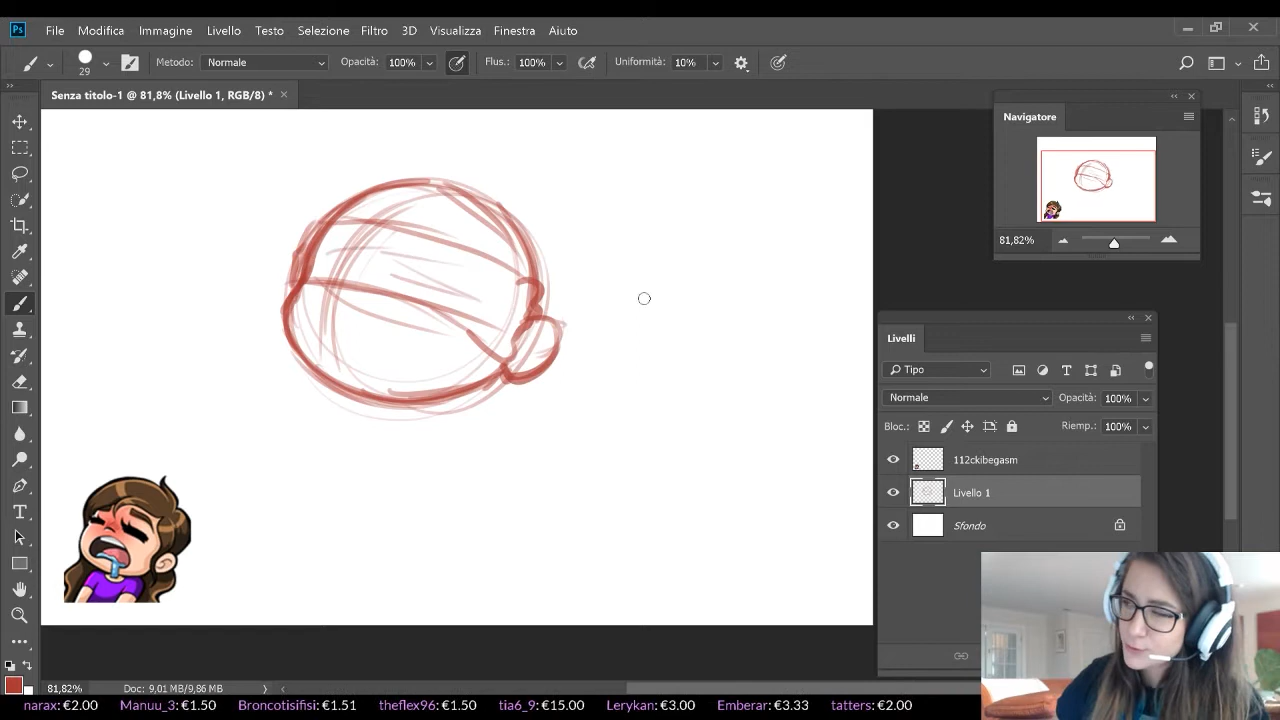 Ps File Modifica Immagine Livello Testo Selezione Filtro 3D Visualizza Finestra Aiuto
29 Metodo: Normale Opacità: 100% Flus.: 100% Uniformità: 10%
Senza titolo-1 @ 81,8% (Livello 1, RGB/8) *
Navigatore
81,82%
Livelli
Tipo
Normale Opacità: 100%
Bloc.: Riemp.: 100%
112ckibegasm
Livello 1
Sfondo
81,82% Doc: 9,01 MB/9,86 MB
narax: €2.00 Manuu_3: €1.50 Broncotisifisi: €1.51 theflex96: €1.50 tia6_9: €15.00 Lerykan: €3.00 Emberar: €3.33 tatters: €2.00